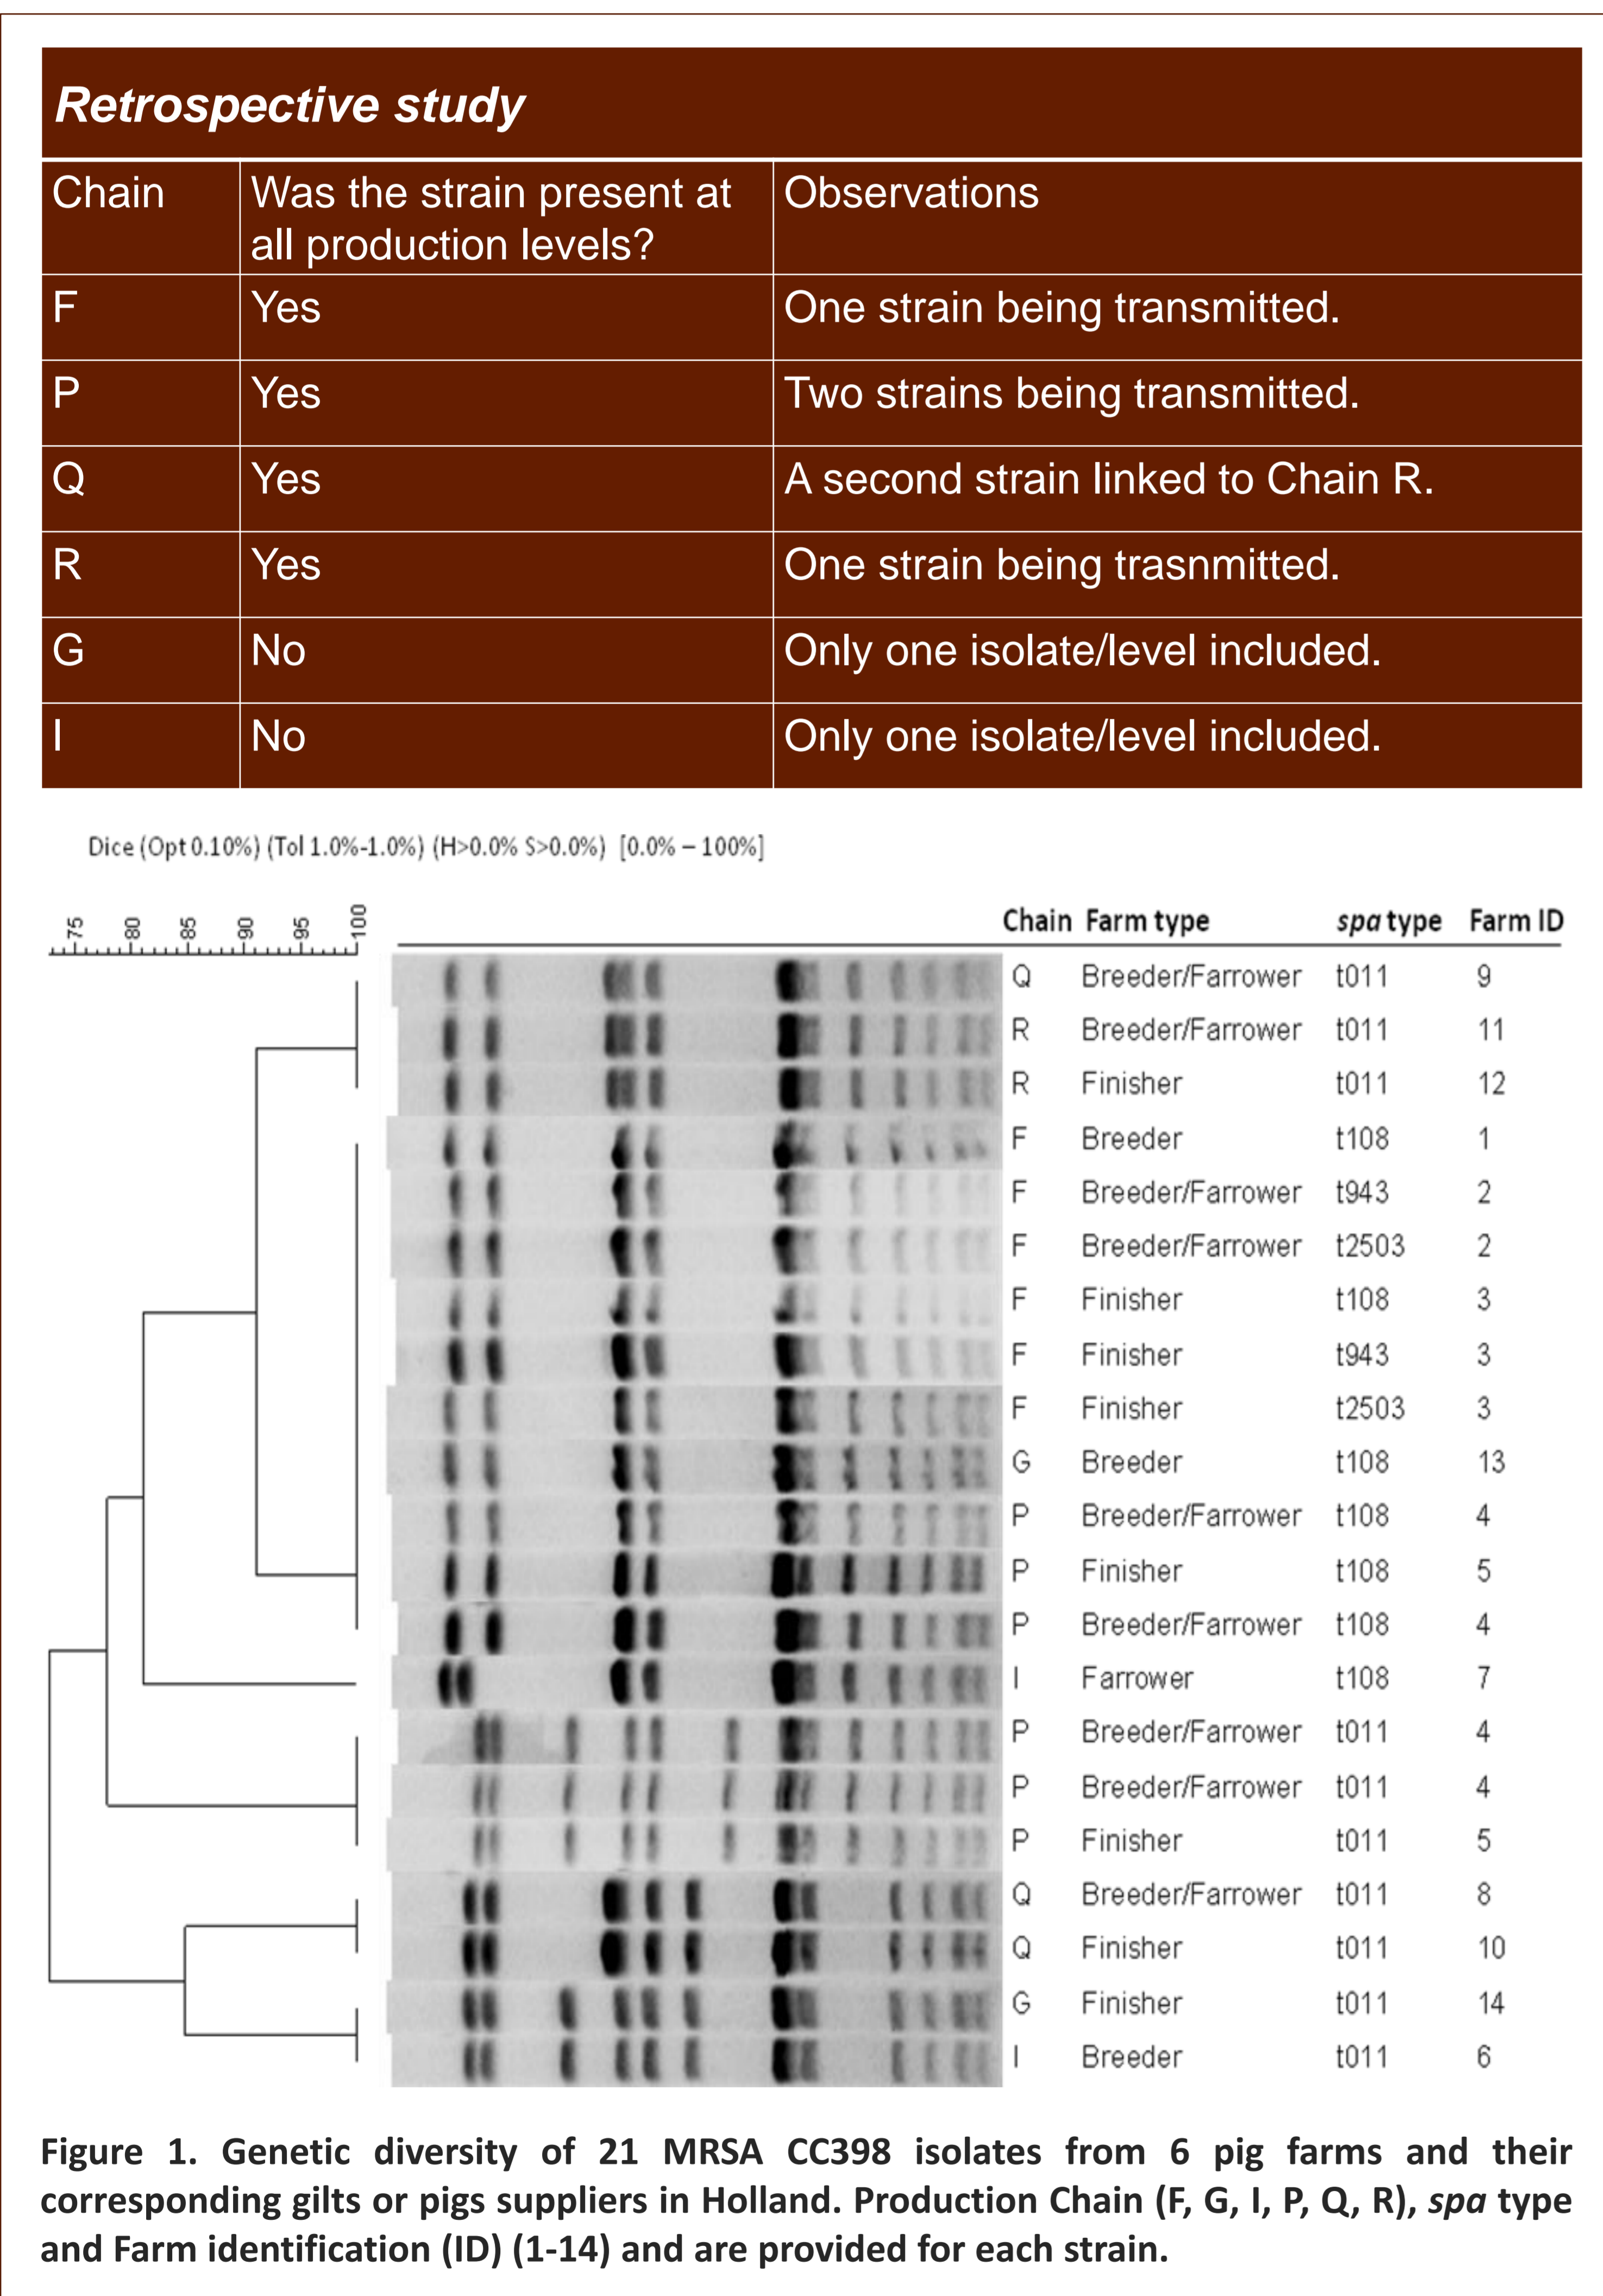 Retrospective study
Chain Was the strain present at all production levels? Observations
F Yes One strain being transmitted.
P Yes Two strains being transmitted.
Q Yes A second strain linked to Chain R.
R Yes One strain being trasnmitted.
G No Only one isolate/level included.
I No Only one isolate/level included.
Dice (Opt 0.10%) (Tol 1.0%-1.0%) (H>0.0% S>0.0%) [0.0% – 100%]
75 80 85 90 95 100
Chain Farm type spa type Farm ID
Q Breeder/Farrower t011 9
R Breeder/Farrower t011 11
R Finisher t011 12
F Breeder t108 1
F Breeder/Farrower t943 2
F Breeder/Farrower t2503 2
F Finisher t108 3
F Finisher t943 3
F Finisher t2503 3
G Breeder t108 13
P Breeder/Farrower t108 4
P Finisher t108 5
P Breeder/Farrower t108 4
I Farrower t108 7
P Breeder/Farrower t011 4
P Breeder/Farrower t011 4
P Finisher t011 5
Q Breeder/Farrower t011 8
Q Finisher t011 10
G Finisher t011 14
I Breeder t011 6
Figure 1. Genetic diversity of 21 MRSA CC398 isolates from 6 pig farms and their
corresponding gilts or pigs suppliers in Holland. Production Chain (F, G, I, P, Q, R), spa type
and Farm identification (ID) (1-14) and are provided for each strain.